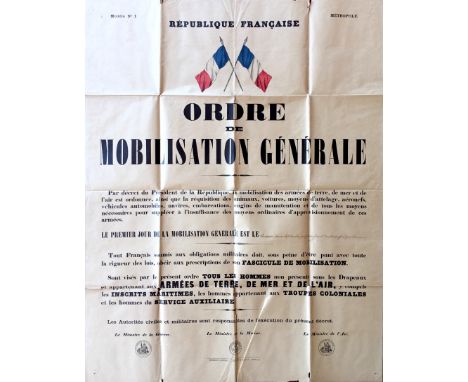 Modèle N° 1
MÉTROPOLE
RÉPUBLIQUE FRANÇAISE
ORDRE
DE
MOBILISATION GÉNÉRALE
Par décret du Président de la République, la mobilisation des armées de terre, de mer et de
l'air est ordonnée, ainsi que la réquisition des animaux, voitures, moyens d'attelage, aéronefs,
véhicules automobiles, navires, embarcations, engins de manutention et de tous les moyens
nécessaires pour suppléer à l'insuffisance des moyens ordinaires d'approvisionnement de ces
armées.
LE PREMIER JOUR DE LA MOBILISATION GÉNÉRALE EST LE
Tout Français soumis aux obligations militaires doit, sous peine d'être puni avec toute
la rigueur des lois, obéir aux prescriptions de son FASCICULE DE MOBILISATION.
Sont visés par le présent ordre TOUS LES HOMMES non présents sous les Drapeaux
et appartenant aux ARMÉES DE TERRE, DE MER ET DE L'AIR, y compris
les INSCRITS MARITIMES, les hommes appartenant aux TROUPES COLONIALES
et les hommes du SERVICE AUXILIAIRE.
Les Autorités civiles et militaires sont responsables de l'exécution du présent décret.
Le Ministre de la Guerre, Le Ministre de la Marine, Le Ministre de l'Air,